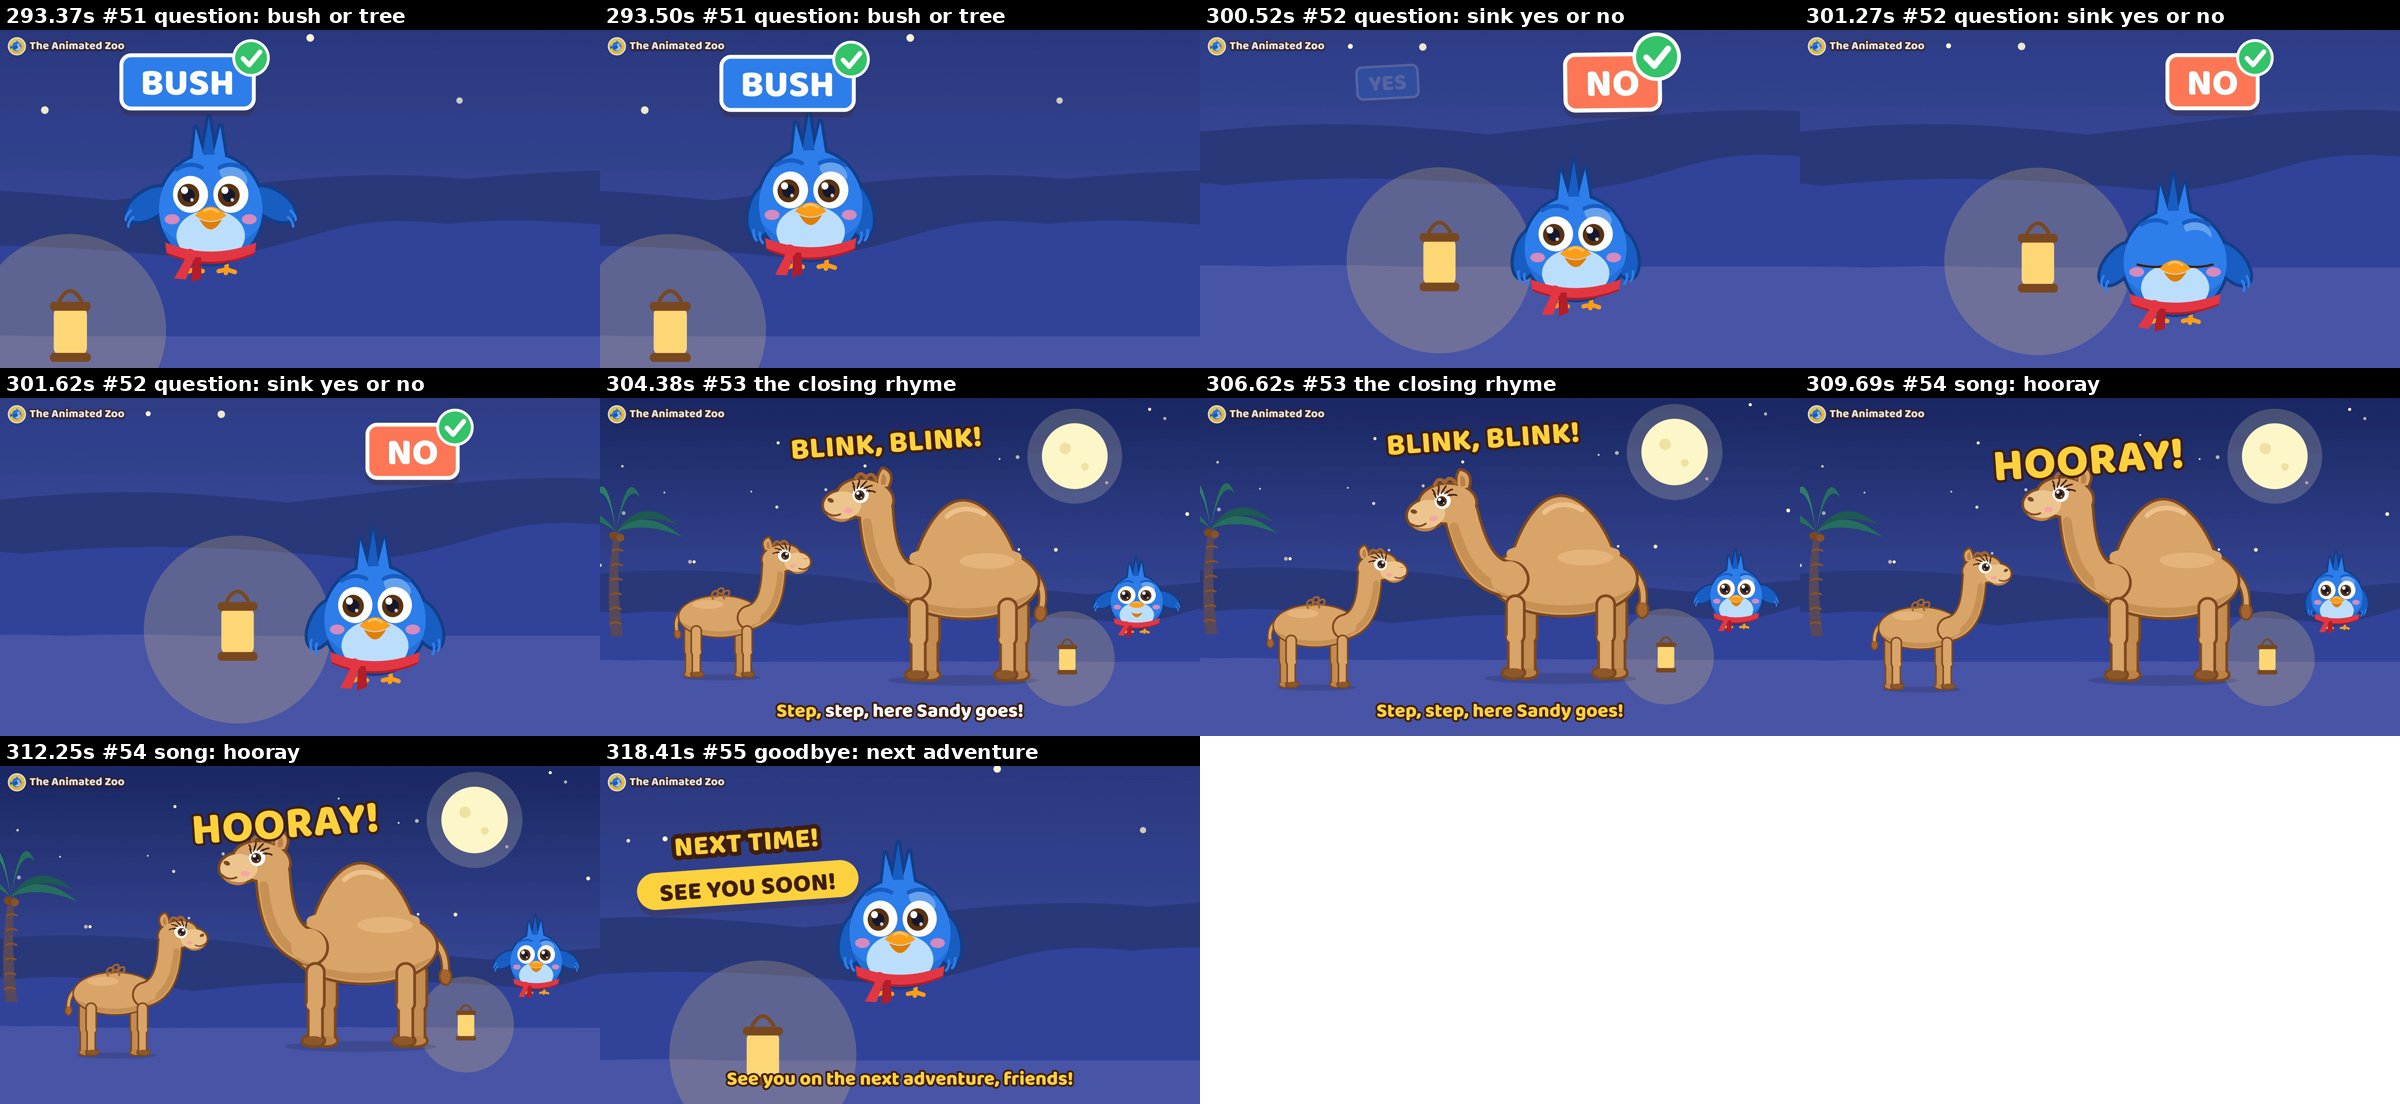 293.37s #51 question: bush or tree
The Animated Zoo
BUSH
293.50s #51 question: bush or tree
The Animated Zoo
BUSH
300.52s #52 question: sink yes or no
The Animated Zoo
YES
NO
301.27s #52 question: sink yes or no
The Animated Zoo
NO
301.62s #52 question: sink yes or no
The Animated Zoo
NO
304.38s #53 the closing rhyme
The Animated Zoo
BLINK, BLINK!
Step, step, here Sandy goes!
306.62s #53 the closing rhyme
The Animated Zoo
BLINK, BLINK!
Step, step, here Sandy goes!
309.69s #54 song: hooray
The Animated Zoo
HOORAY!
312.25s #54 song: hooray
The Animated Zoo
HOORAY!
318.41s #55 goodbye: next adventure
The Animated Zoo
NEXT TIME!
SEE YOU SOON!
See you on the next adventure, friends!